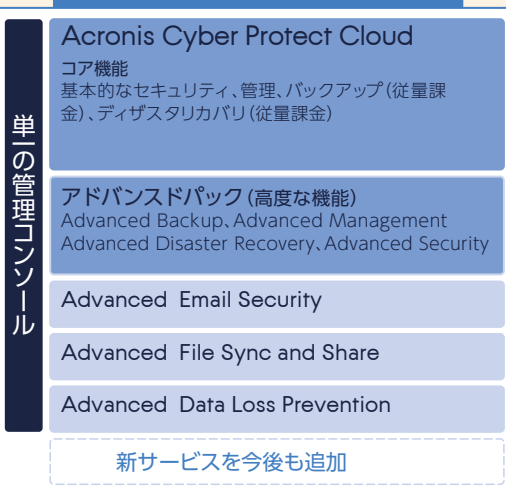 単一の管理コンソール
Acronis Cyber Protect Cloud
コア機能
基本的なセキュリティ、管理、バックアップ(従量課
金)、ディザスタリカバリ(従量課金)
アドバンスドパック(高度な機能)
Advanced Backup、Advanced Management
Advanced Disaster Recovery、Advanced Security
Advanced Email Security
Advanced File Sync and Share
Advanced Data Loss Prevention
新サービスを今後も追加